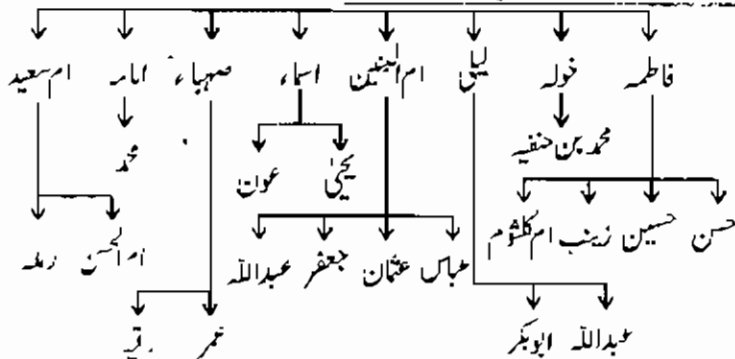 فاطمہ خولہ لیلیٰ ام البنین اسماء صہباء امامہ ام سعید
محمد بن حنفیہ یحییٰ عون محمد
حسن حسین زینب ام کلثوم عباس عثمان جعفر عبداللہ ام الحسن رملہ
عبداللہ ابوبکر عمر رقیہ